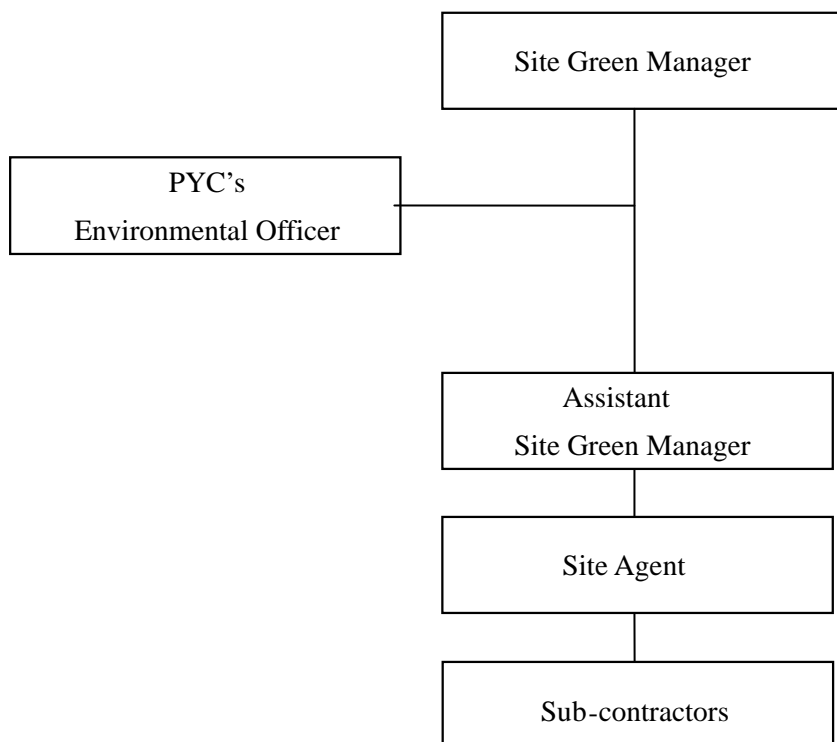 Site Green Manager
PYC’s
Environmental Officer
Assistant
Site Green Manager
Site Agent
Sub-contractors